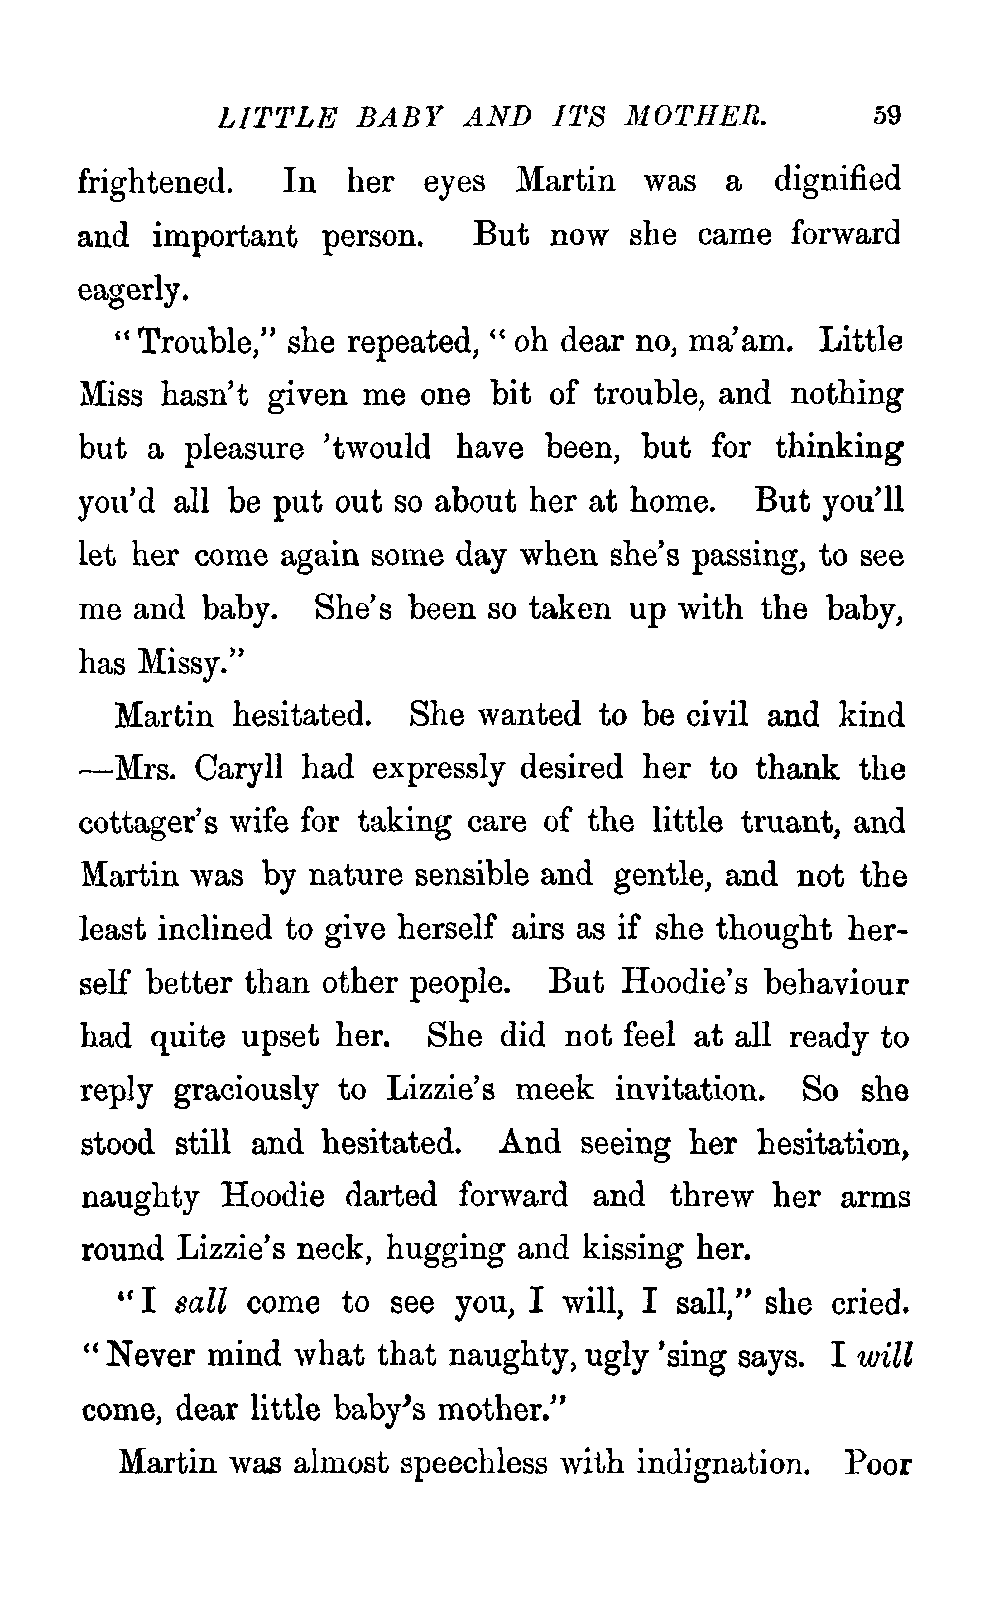 LITTLE BABY AND ITS MOTHER. 59
frightened. In her eyes Martin was a dignified
and important person. But now she came forward
eagerly.
“Trouble,” she repeated, “oh dear no, ma’am. Little
Miss hasn’t given me one bit of trouble, and nothing
but a pleasure ’twould have been, but for thinking
you’d all be put out so about her at home. But you’ll
let her come again some day when she’s passing, to see
me and baby. She’s been so taken up with the baby,
has Missy.”
Martin hesitated. She wanted to be civil and kind
—Mrs. Caryll had expressly desired her to thank the
cottager’s wife for taking care of the little truant, and
Martin was by nature sensible and gentle, and not the
least inclined to give herself airs as if she thought her-
self better than other people. But Hoodie’s behaviour
had quite upset her. She did not feel at all ready to
reply graciously to Lizzie’s meek invitation. So she
stood still and hesitated. And seeing her hesitation,
naughty Hoodie darted forward and threw her arms
round Lizzie’s neck, hugging and kissing her.
“I sall come to see you, I will, I sall,” she cried.
“Never mind what that naughty, ugly ’sing says. I will
come, dear little baby’s mother.”
Martin was almost speechless with indignation. Poor